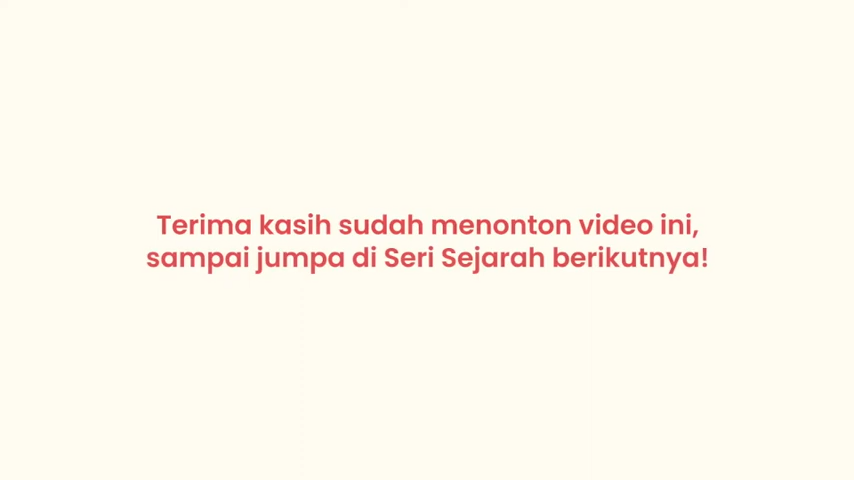 Terima kasih sudah menonton video ini,
sampai jumpa di Seri Sejarah berikutnya!